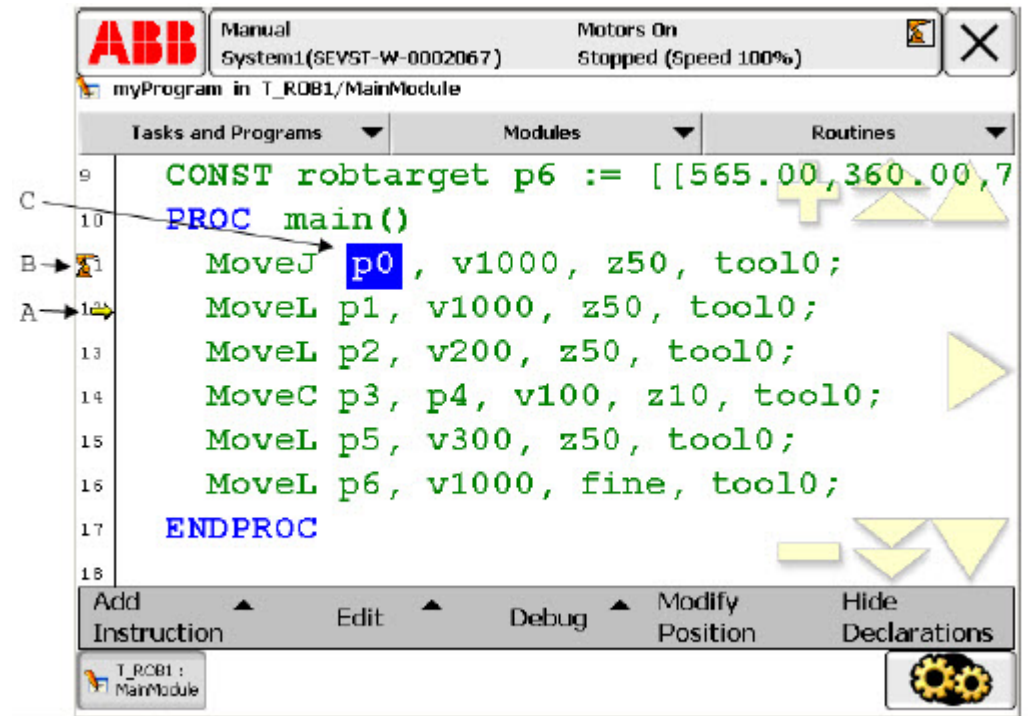 ABB
Manual Motors On
System1(SEVST-W-0002067) Stopped (Speed 100%)
myProgram in T_ROB1/MainModule
Tasks and Programs Modules Routines
9 CONST robtarget p6 := [[565.00,360.00,7
C
10 PROC main()
B 11 MoveJ p0 , v1000, z50, tool0;
A 12 MoveL p1, v1000, z50, tool0;
13 MoveL p2, v200, z50, tool0;
14 MoveC p3, p4, v100, z10, tool0;
15 MoveL p5, v300, z50, tool0;
16 MoveL p6, v1000, fine, tool0;
17 ENDPROC
18
Add Instruction Edit Debug Modify Position Hide Declarations
T_ROB1 :
MainModule